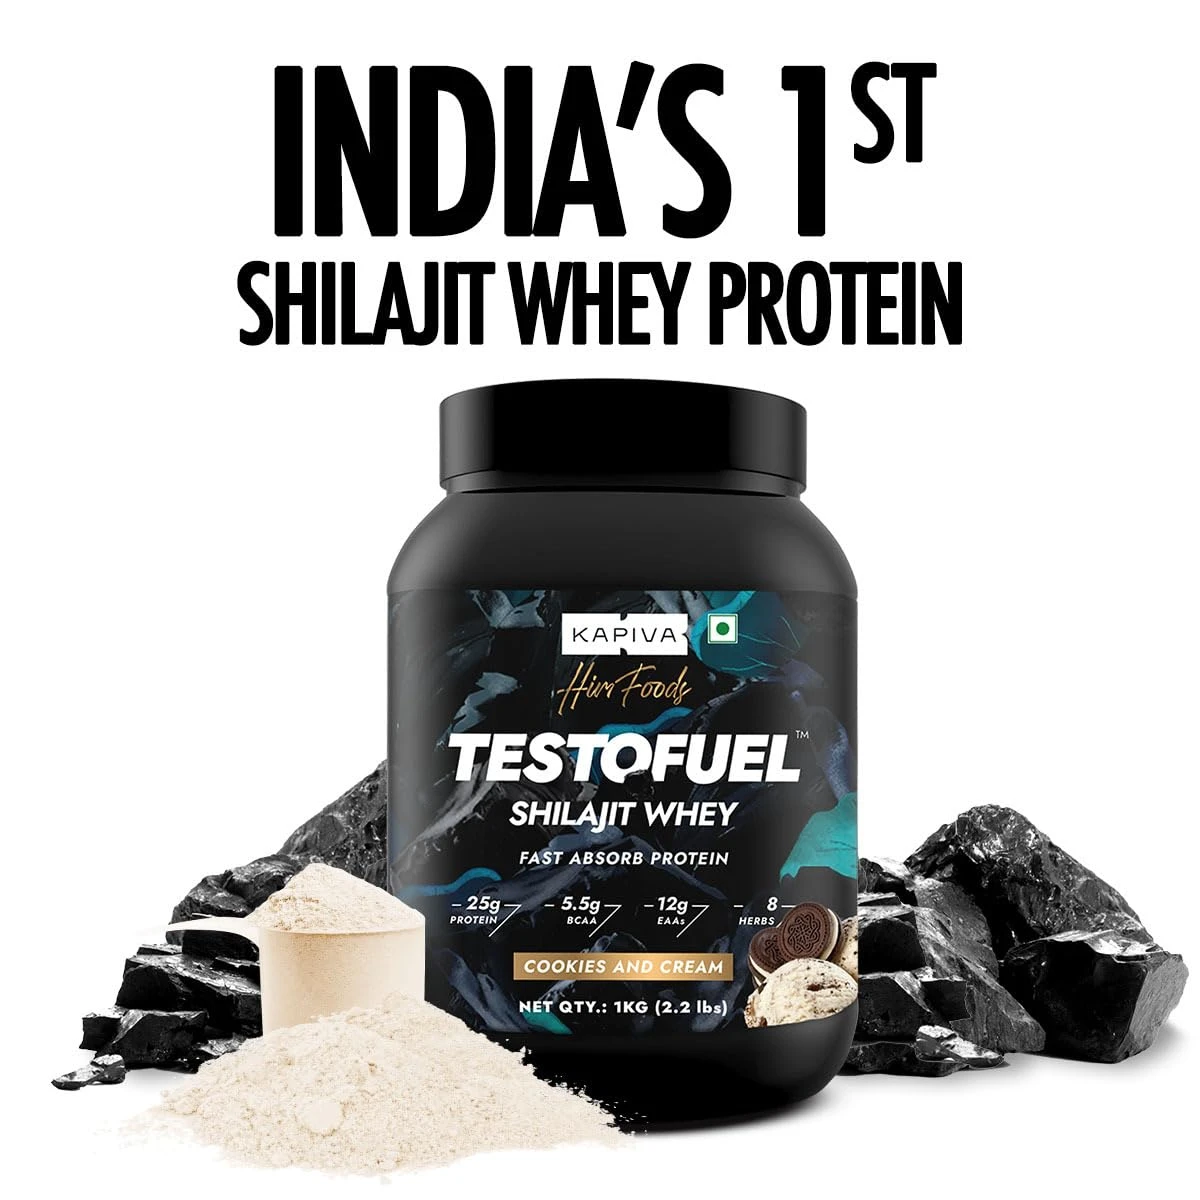 INDIA'S 1ST
SHILAJIT WHEY PROTEIN
KAPIVA
Him Foods
TESTOFUEL™
SHILAJIT WHEY
FAST ABSORB PROTEIN
25g PROTEIN
5.5g BCAA
12g EAAs
8 HERBS
COOKIES AND CREAM
NET QTY.: 1KG (2.2 lbs)